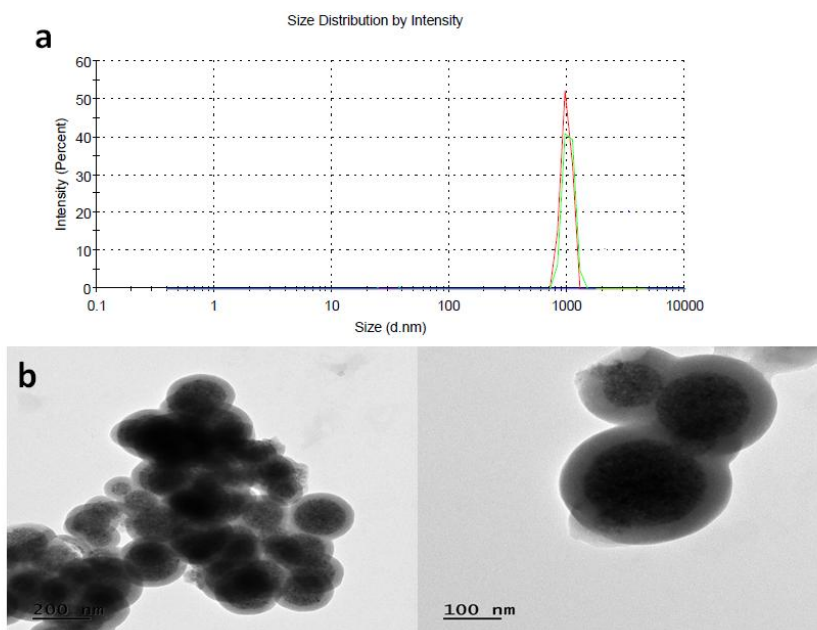 Size Distribution by Intensity
a
60
50
40
30
20
10
0
Intensity (Percent)
0.1 1 10 100 1000 10000
Size (d.nm)
b
200 nm
100 nm